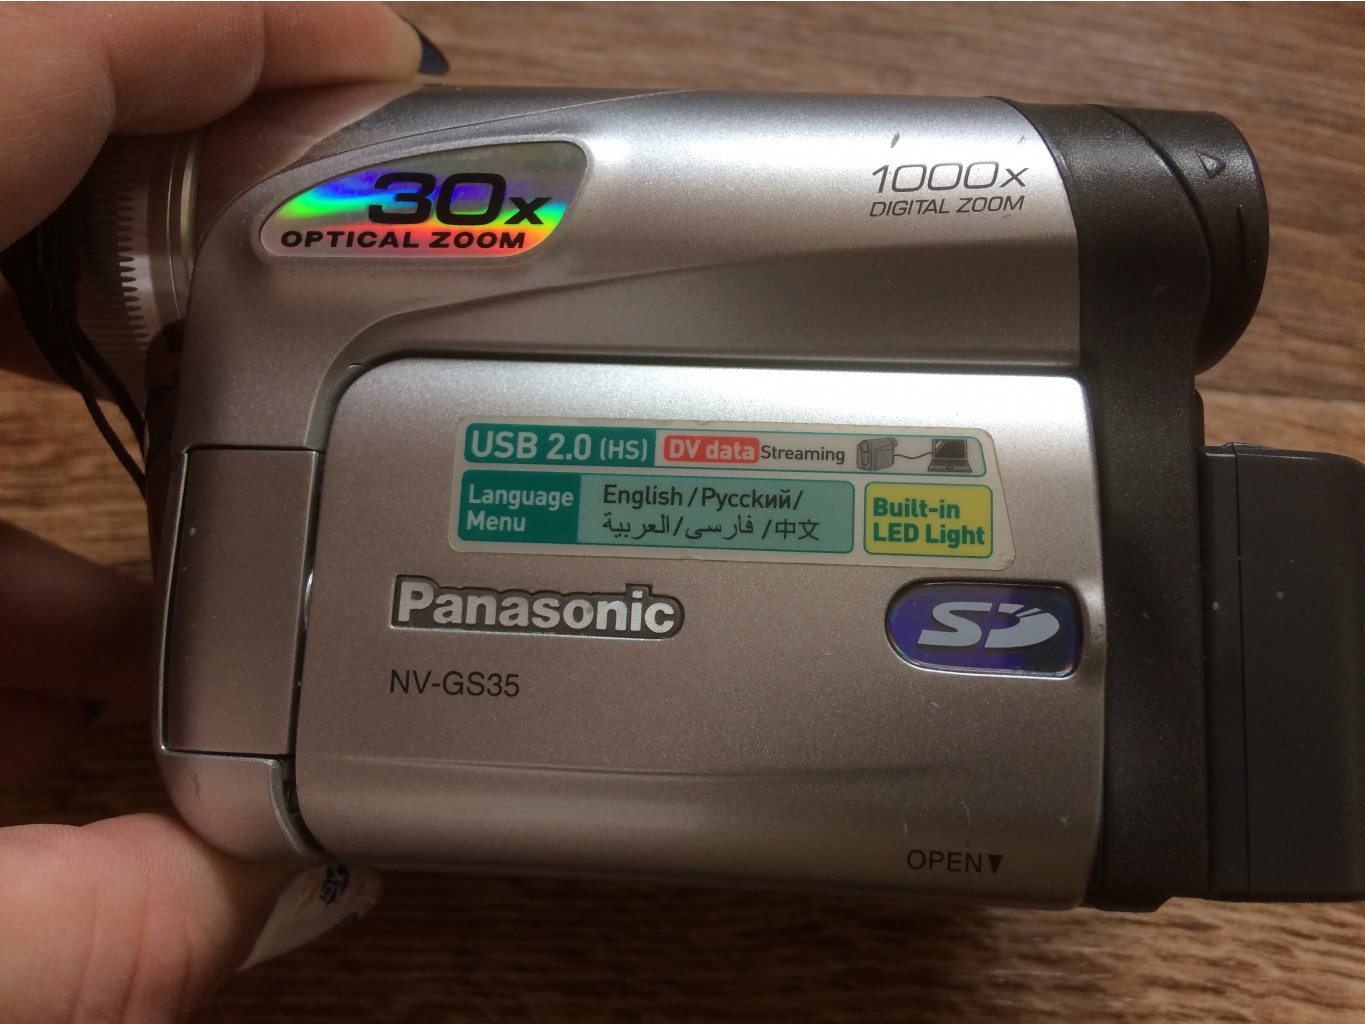 30x
OPTICAL ZOOM
1000x
DIGITAL ZOOM
USB 2.0 (HS) DV data Streaming
Language
Menu
English / Русский /
العربية / فارسی / 中文
Built-in
LED Light
Panasonic
SD
NV-GS35
OPEN▼